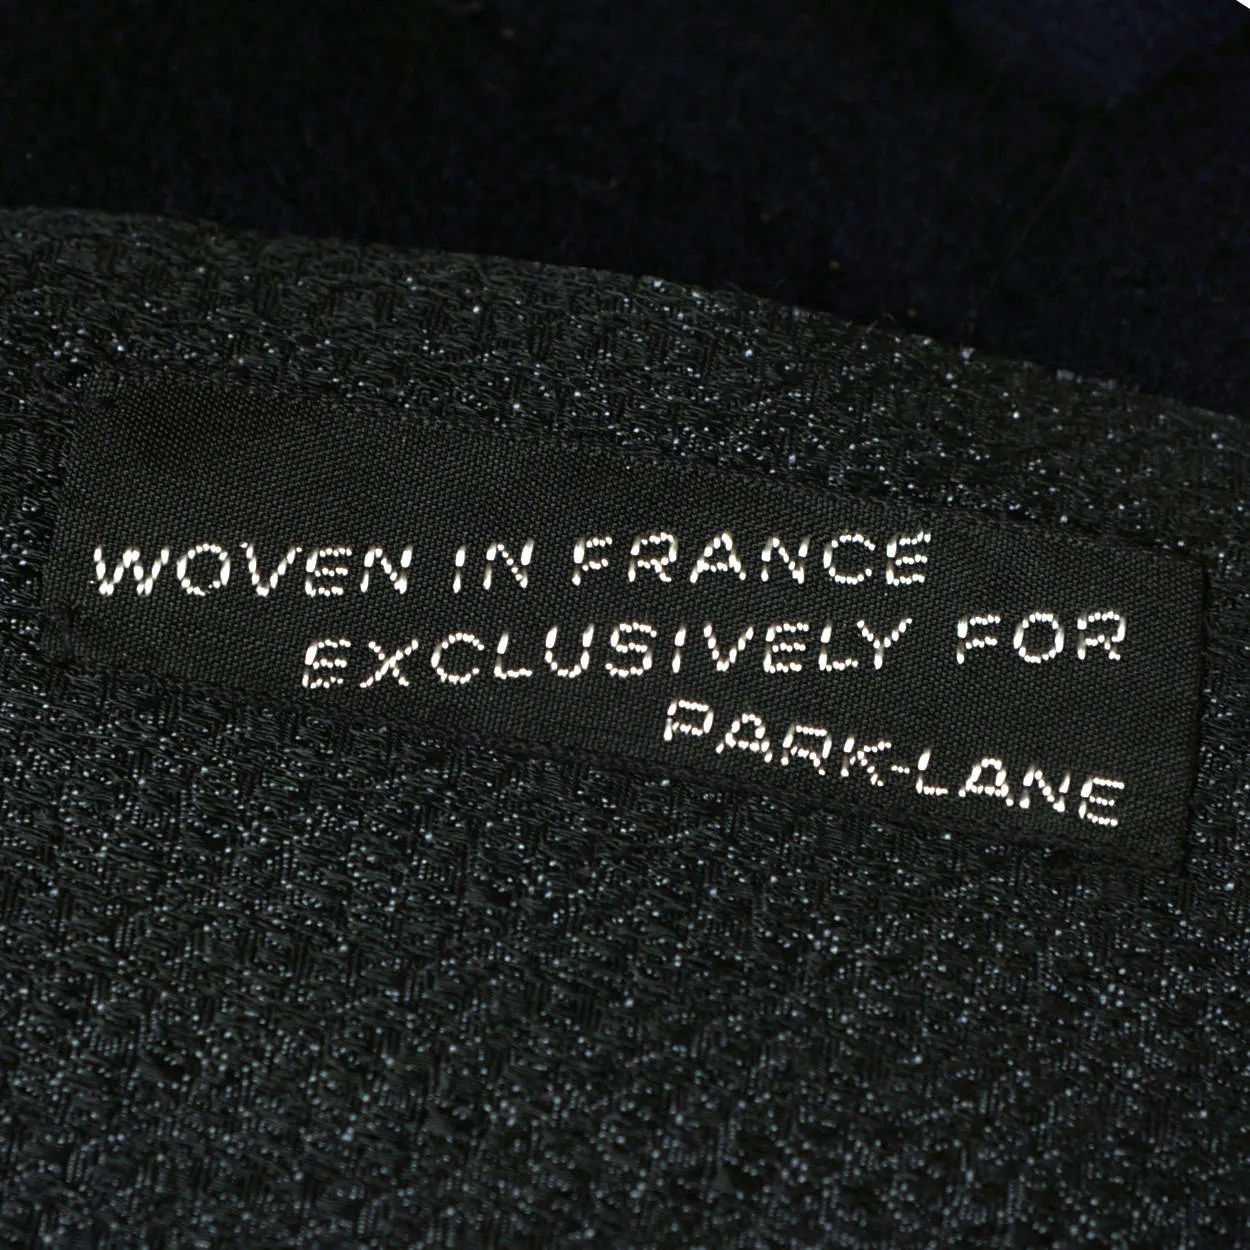 WOVEN IN FRANCE
EXCLUSIVELY FOR
PARK-LANE